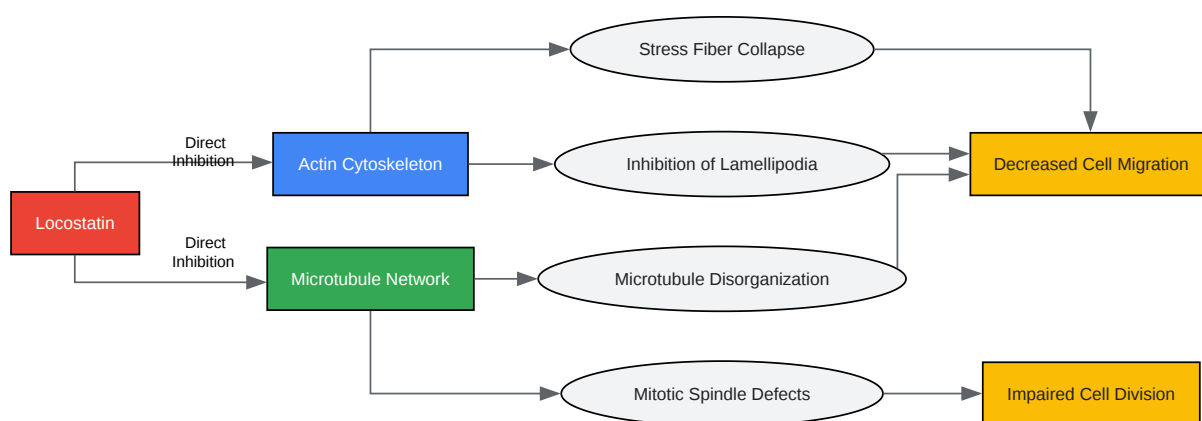 Stress Fiber Collapse
Direct
Inhibition
Actin Cytoskeleton
Inhibition of Lamellipodia
Decreased Cell Migration
Locostatin
Direct
Inhibition
Microtubule Network
Microtubule Disorganization
Mitotic Spindle Defects
Impaired Cell Division